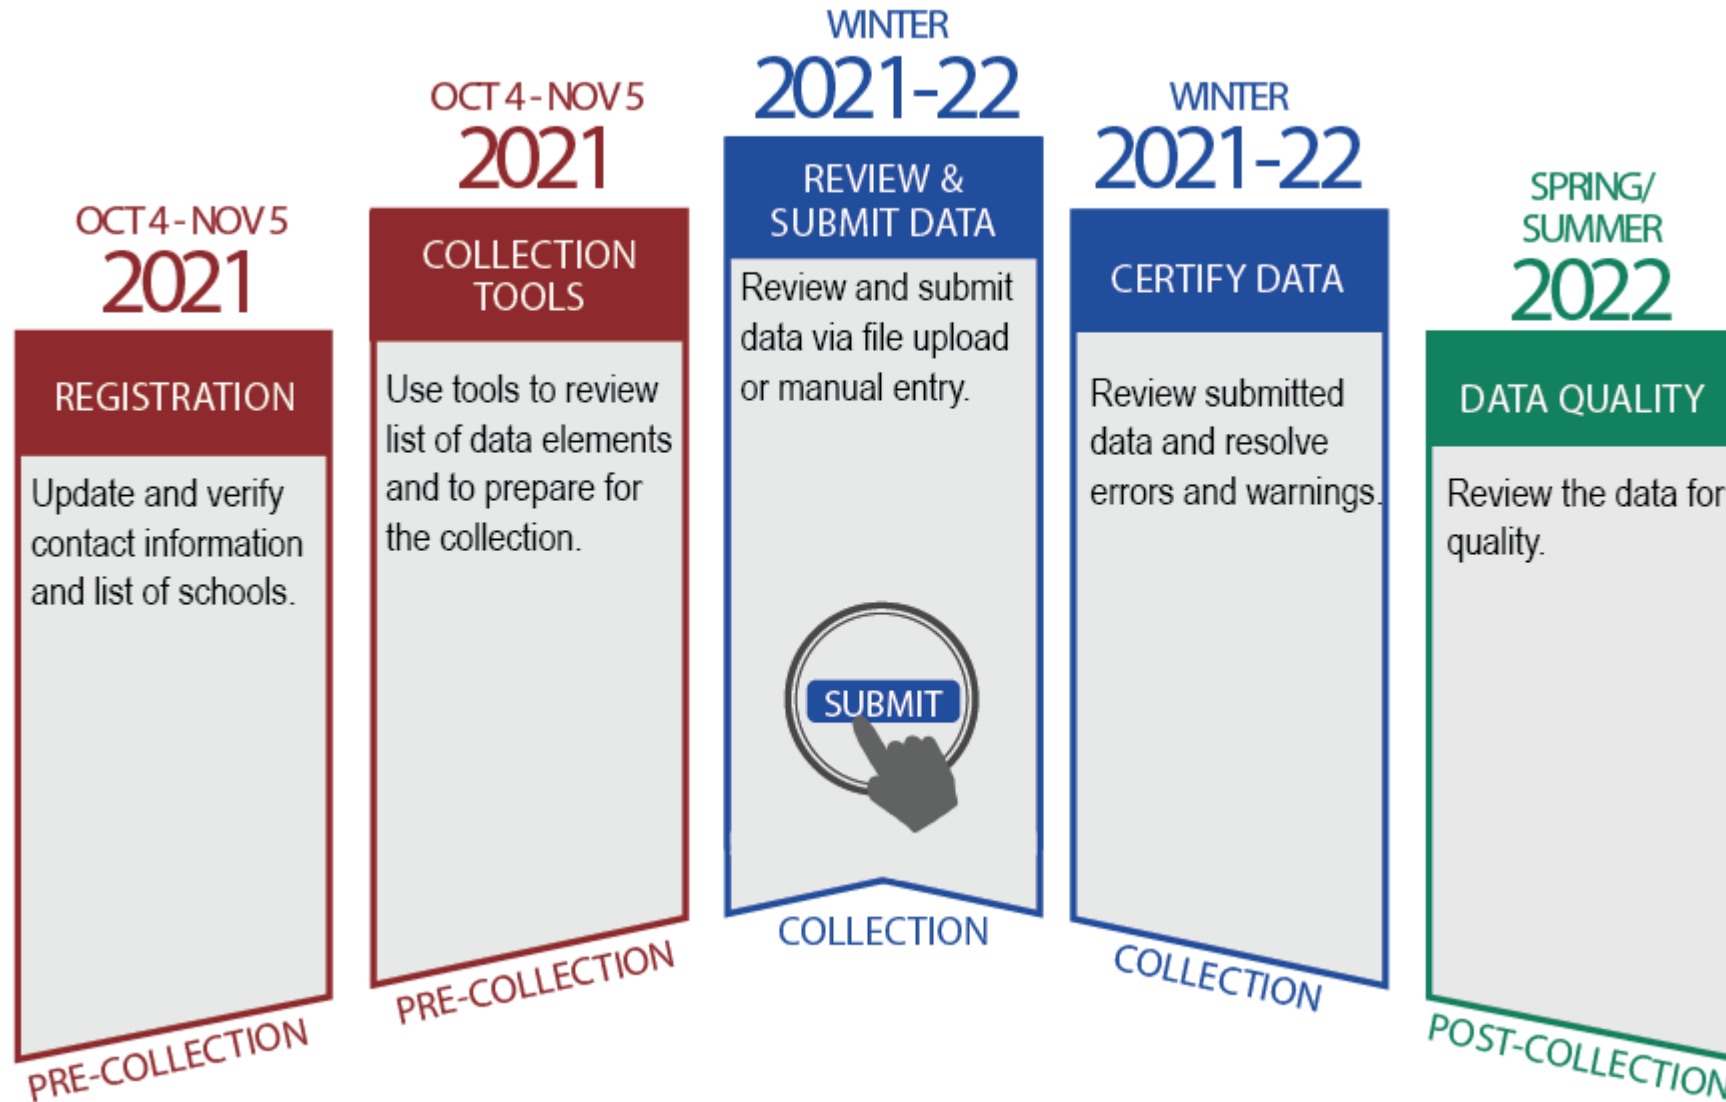 OCT 4 - NOV 5
2021
REGISTRATION
Update and verify
contact information
and list of schools.
PRE-COLLECTION
OCT 4 - NOV 5
2021
COLLECTION
TOOLS
Use tools to review
list of data elements
and to prepare for
the collection.
PRE-COLLECTION
WINTER
2021-22
REVIEW &
SUBMIT DATA
Review and submit
data via file upload
or manual entry.
SUBMIT
COLLECTION
WINTER
2021-22
CERTIFY DATA
Review submitted
data and resolve
errors and warnings.
COLLECTION
SPRING/
SUMMER
2022
DATA QUALITY
Review the data for
quality.
POST-COLLECTION